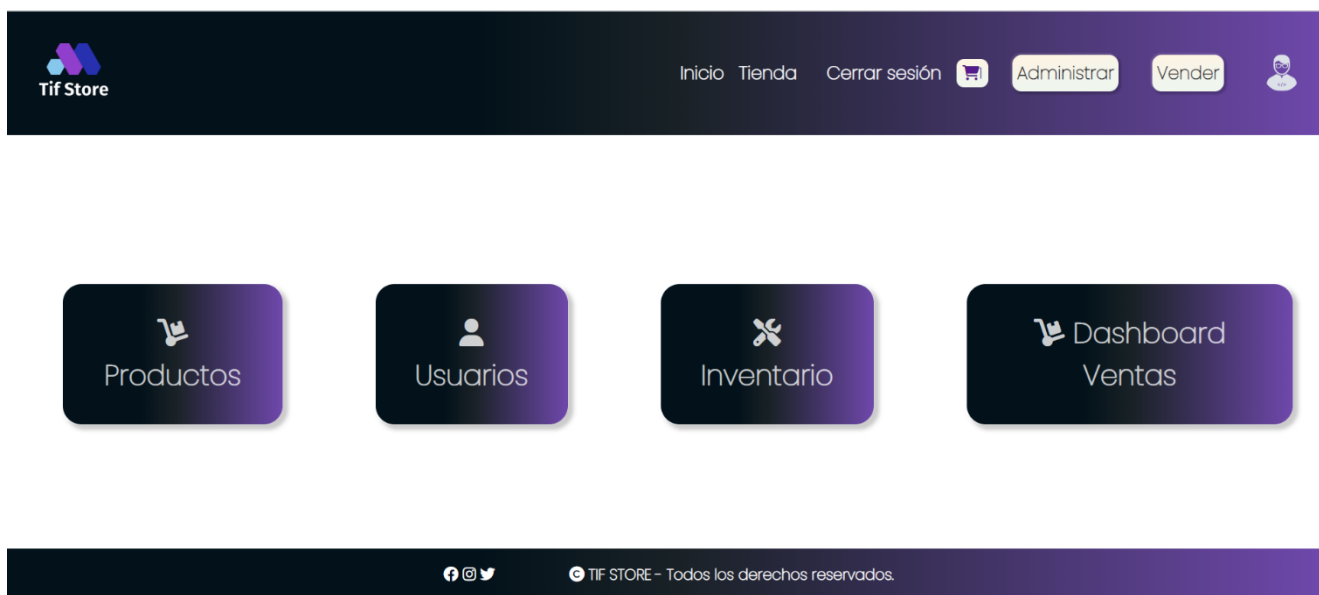 Tif Store
Inicio Tienda Cerrar sesión Administrar Vender
Productos
Usuarios
Inventario
Dashboard
Ventas
© TIF STORE - Todos los derechos reservados.